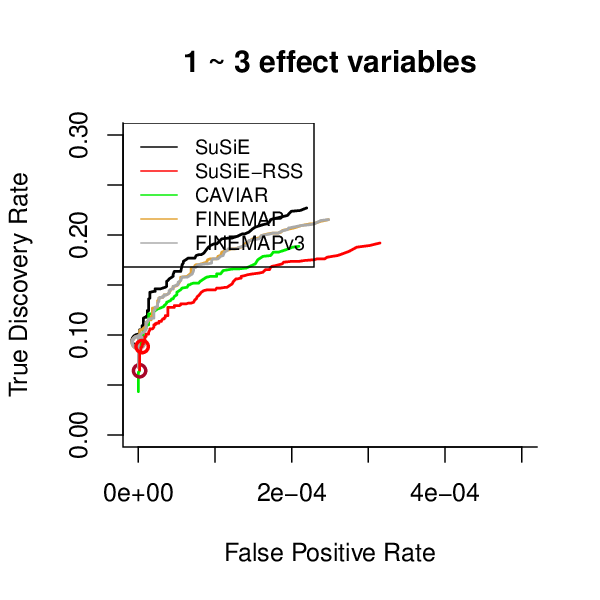 1 ~ 3 effect variables
True Discovery Rate
0.30
0.20
0.10
0.00
SuSiE
SuSiE−RSS
CAVIAR
FINEMAP
FINEMAPv3
0e+00 2e−04 4e−04
False Positive Rate